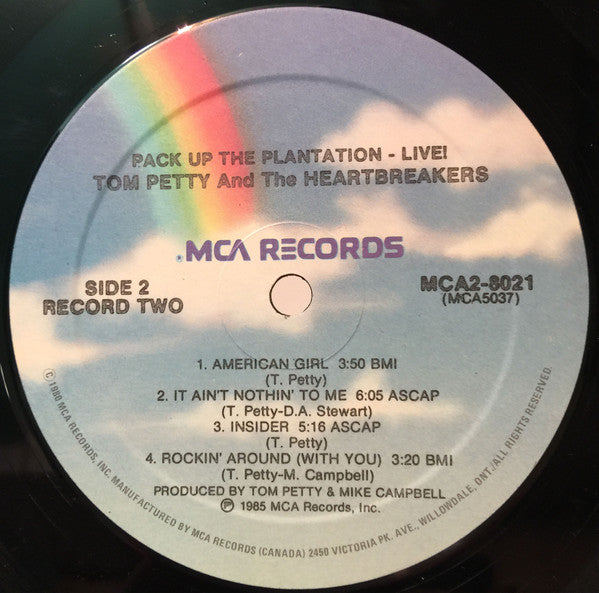 PACK UP THE PLANTATION - LIVE!
TOM PETTY And The HEARTBREAKERS
MCA RECORDS
SIDE 2
RECORD TWO
MCA2-8021
(MCA5037)
1. AMERICAN GIRL 3:50 BMI
(T. Petty)
2. IT AIN'T NOTHIN' TO ME 6:05 ASCAP
(T. Petty-D.A. Stewart)
3. INSIDER 5:16 ASCAP
(T. Petty)
4. ROCKIN' AROUND (WITH YOU) 3:20 BMI
(T. Petty-M. Campbell)
PRODUCED BY TOM PETTY & MIKE CAMPBELL
℗ 1985 MCA Records, Inc.
© 1980 MCA RECORDS, INC. MANUFACTURED BY MCA RECORDS (CANADA) 2450 VICTORIA PK. AVE., WILLOWDALE, ONT. ALL RIGHTS RESERVED.